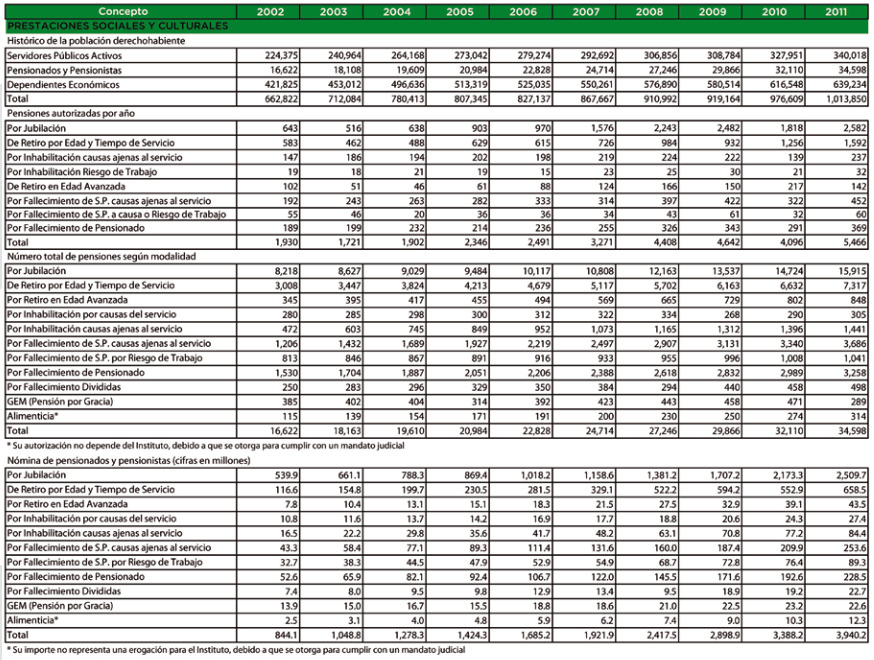 Concepto 2002 2003 2004 2005 2006 2007 2008 2009 2010 2011
PRESTACIONES SOCIALES Y CULTURALES
Histórico de la población derechohabiente
Servidores Públicos Activos 224,375 240,964 264,168 273,042 279,274 292,692 306,856 308,784 327,951 340,018
Pensionados y Pensionistas 16,622 18,108 19,609 20,984 22,828 24,714 27,246 29,866 32,110 34,598
Dependientes Económicos 421,825 453,012 496,636 513,319 525,035 550,261 576,890 580,514 616,548 639,234
Total 662,822 712,084 780,413 807,345 827,137 867,667 910,992 919,164 976,609 1,013,850
Pensiones autorizadas por año
Por Jubilación 643 516 638 903 970 1,576 2,243 2,482 1,818 2,582
De Retiro por Edad y Tiempo de Servicio 583 462 488 629 615 726 984 932 1,256 1,592
Por Inhabilitación causas ajenas al servicio 147 186 194 202 198 219 224 222 139 237
Por Inhabilitación Riesgo de Trabajo 19 18 21 19 15 23 25 30 21 32
De Retiro en Edad Avanzada 102 51 46 61 88 124 166 150 217 142
Por Fallecimiento de S.P. causas ajenas al servicio 192 243 263 282 333 314 397 422 322 452
Por Fallecimiento de S.P. a causa o Riesgo de Trabajo 55 46 20 36 36 34 43 61 32 60
Por Fallecimiento de Pensionado 189 199 232 214 236 255 326 343 291 369
Total 1,930 1,721 1,902 2,346 2,491 3,271 4,408 4,642 4,096 5,466
Número total de pensiones según modalidad
Por Jubilación 8,218 8,627 9,029 9,484 10,117 10,808 12,163 13,537 14,724 15,915
De Retiro por Edad y Tiempo de Servicio 3,008 3,447 3,824 4,213 4,679 5,117 5,702 6,163 6,632 7,317
Por Retiro en Edad Avanzada 345 395 417 455 494 569 665 729 802 848
Por Inhabilitación por causas del servicio 280 285 298 300 312 322 334 268 290 305
Por Inhabilitación causas ajenas al servicio 472 603 745 849 952 1,073 1,165 1,312 1,396 1,441
Por Fallecimiento de S.P. causas ajenas al servicio 1,206 1,432 1,689 1,927 2,219 2,497 2,907 3,131 3,340 3,686
Por Fallecimiento de S.P. por Riesgo de Trabajo 813 846 867 891 916 933 955 996 1,008 1,041
Por Fallecimiento de Pensionado 1,530 1,704 1,887 2,051 2,206 2,388 2,618 2,832 2,989 3,258
Por Fallecimiento Divididas 250 283 296 329 350 384 294 440 458 498
GEM (Pensión por Gracia) 385 402 404 314 392 423 443 458 471 289
Alimenticia* 115 139 154 171 191 200 230 250 274 314
Total 16,622 18,163 19,610 20,984 22,828 24,714 27,246 29,866 32,110 34,598
* Su autorización no depende del Instituto, debido a que se otorga para cumplir con un mandato judicial
Nómina de pensionados y pensionistas (cifras en millones)
Por Jubilación 539.9 661.1 788.3 869.4 1,018.2 1,158.6 1,381.2 1,707.2 2,173.3 2,509.7
De Retiro por Edad y Tiempo de Servicio 116.6 154.8 199.7 230.5 281.5 329.1 522.2 594.2 552.9 658.5
Por Retiro en Edad Avanzada 7.8 10.4 13.1 15.1 18.3 21.5 27.5 32.9 39.1 43.5
Por Inhabilitación por causas del servicio 10.8 11.6 13.7 14.2 16.9 17.7 18.8 20.6 24.3 27.4
Por Inhabilitación causas ajenas al servicio 16.5 22.2 29.8 35.6 41.7 48.2 63.1 70.8 77.2 84.4
Por Fallecimiento de S.P. causas ajenas al servicio 43.3 58.4 77.1 89.3 111.4 131.6 160.0 187.4 209.9 253.6
Por Fallecimiento de S.P. por Riesgo de Trabajo 32.7 38.3 44.5 47.9 52.9 54.9 68.7 72.8 76.4 89.3
Por Fallecimiento de Pensionado 52.6 65.9 82.1 92.4 106.7 122.0 145.5 171.6 192.6 228.5
Por Fallecimiento Divididas 7.4 8.0 9.5 9.8 12.9 13.4 9.5 18.9 19.2 22.7
GEM (Pensión por Gracia) 13.9 15.0 16.7 15.5 18.8 18.6 21.0 22.5 23.2 22.6
Alimenticia* 2.5 3.1 4.0 4.8 5.9 6.2 7.4 9.0 10.3 12.3
Total 844.1 1,048.8 1,278.3 1,424.3 1,685.2 1,921.9 2,417.5 2,898.9 3,388.2 3,940.2
* Su importe no representa una erogación para el Instituto, debido a que se otorga para cumplir con un mandato judicial